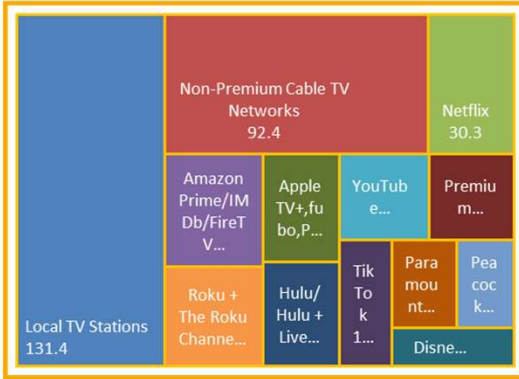 Non-Premium Cable TV
Networks
92.4
Netflix
30.3
Local TV Stations
131.4
Amazon
Prime/IM
Db/FireT
V...
Apple
TV+,fu
bo,P...
YouTub
e...
Premiu
m...
Roku +
The Roku
Channe...
Hulu/
Hulu +
Live...
Tik
To
k
1...
Para
mou
nt...
Pea
coc
k...
Disne...